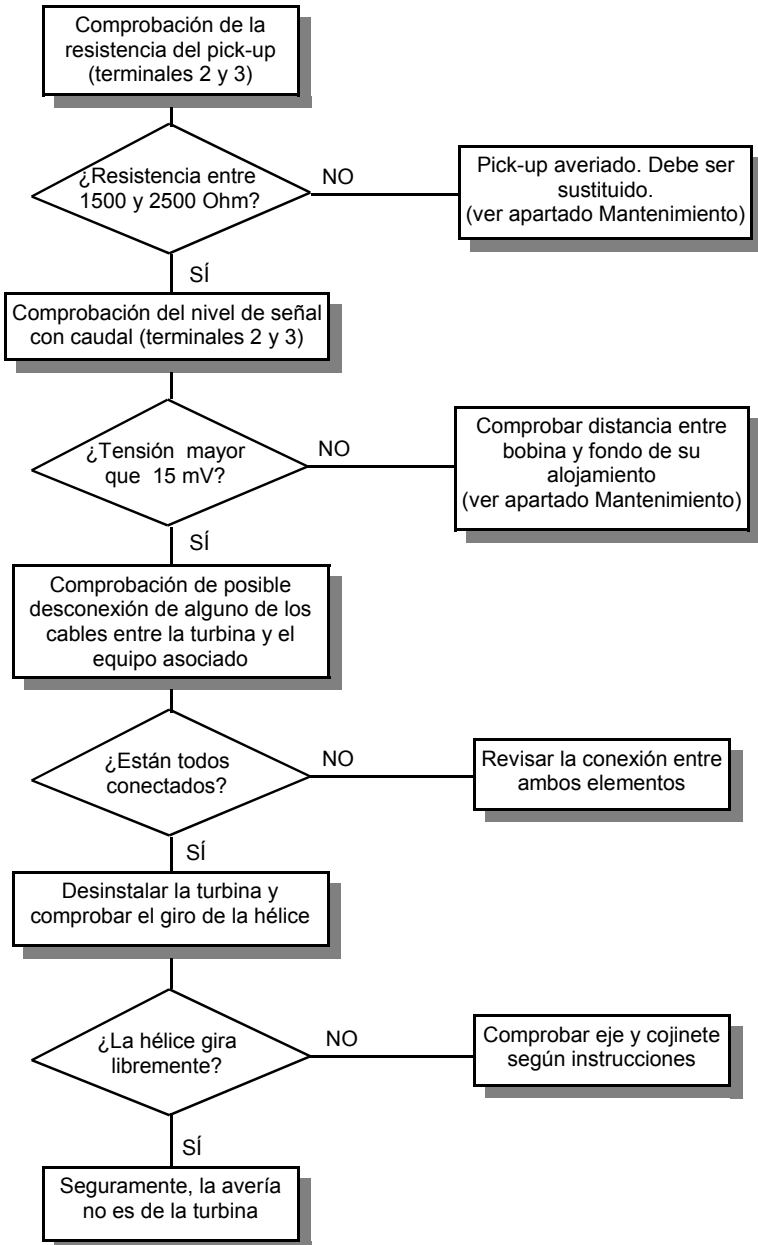 Comprobación de la
resistencia del pick-up
(terminales 2 y 3)
¿Resistencia entre
1500 y 2500 Ohm?
NO
Pick-up averiado. Debe ser
sustituido.
(ver apartado Mantenimiento)
SÍ
Comprobación del nivel de señal
con caudal (terminales 2 y 3)
¿Tensión mayor
que 15 mV?
NO
Comprobar distancia entre
bobina y fondo de su
alojamiento
(ver apartado Mantenimiento)
SÍ
Comprobación de posible
desconexión de alguno de los
cables entre la turbina y el
equipo asociado
¿Están todos
conectados?
NO
Revisar la conexión entre
ambos elementos
SÍ
Desinstalar la turbina y
comprobar el giro de la hélice
¿La hélice gira
libremente?
NO
Comprobar eje y cojinete
según instrucciones
SÍ
Seguramente, la avería
no es de la turbina